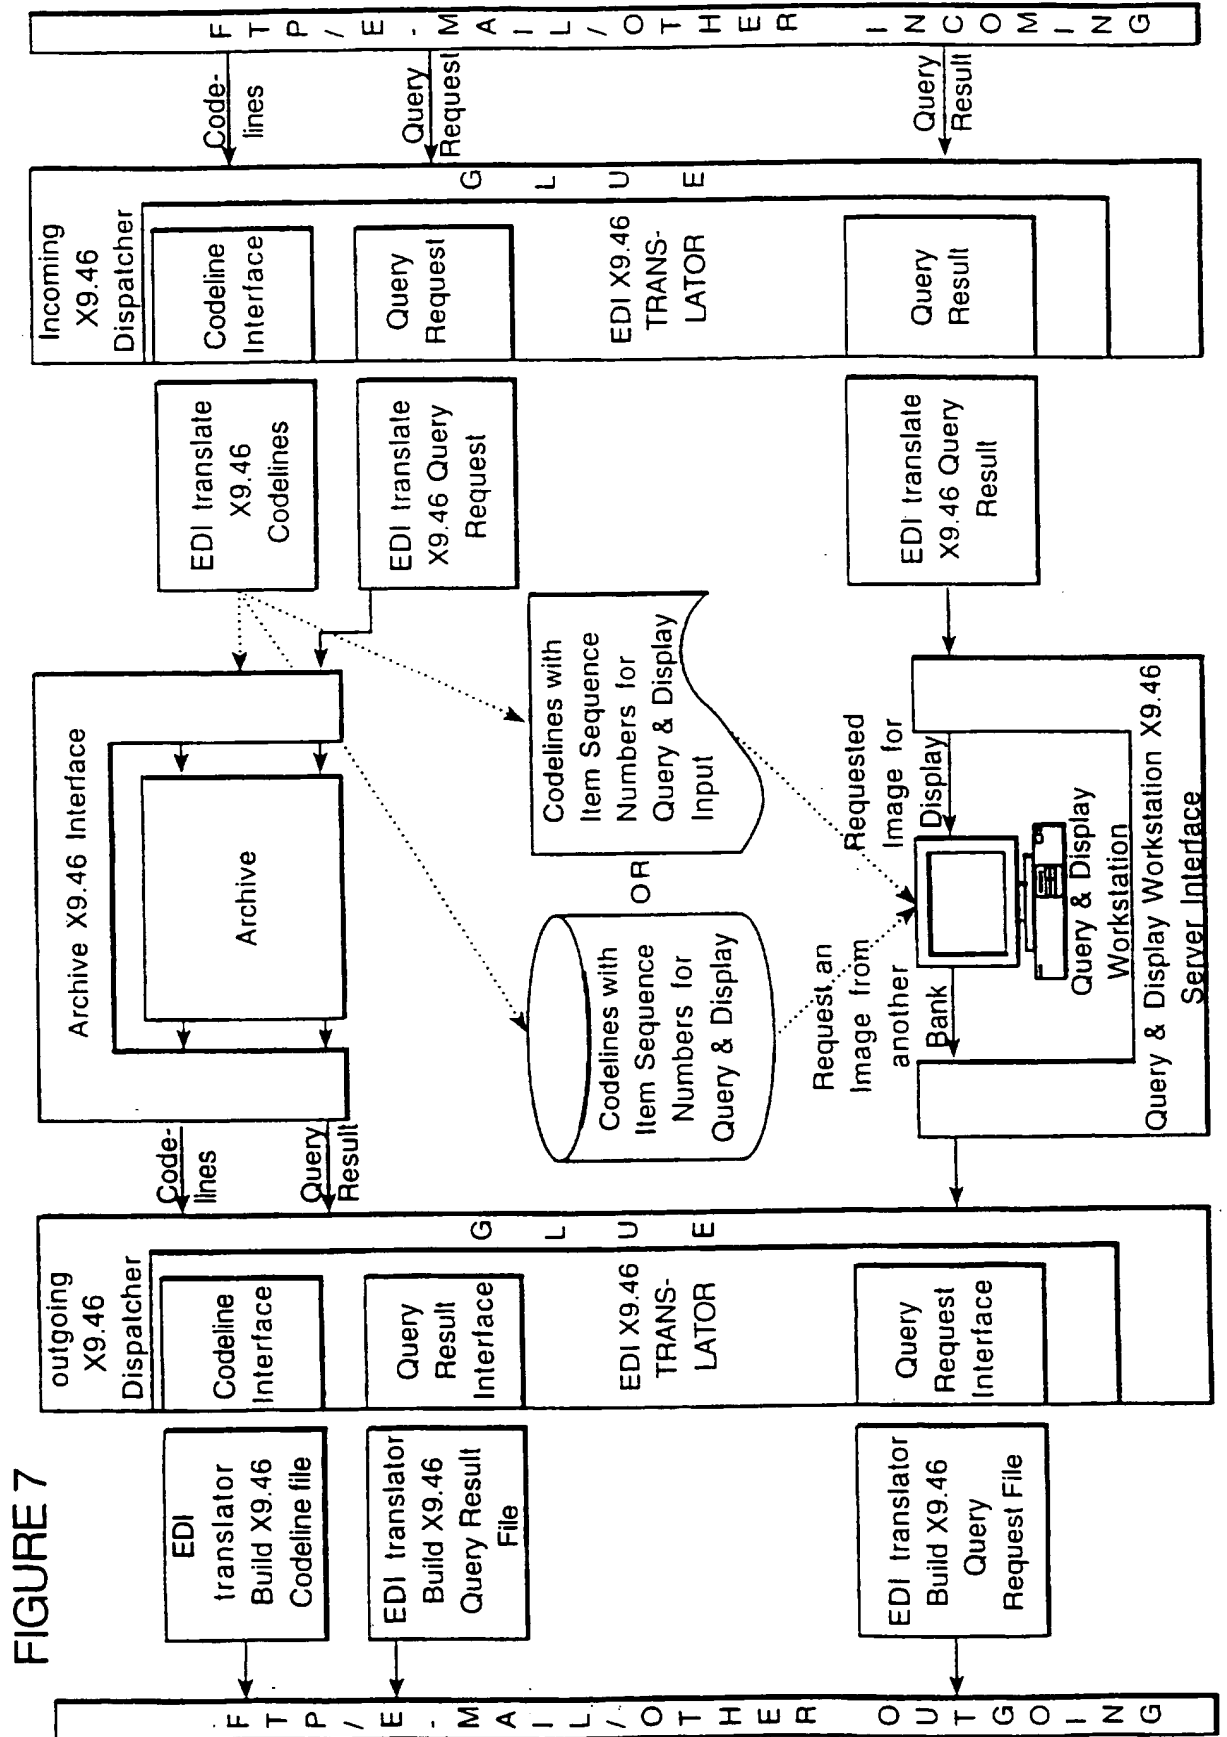 FIGURE 7
FTP/E-MAIL/OTHER OUTGOING
EDI
translator
Build X9.46
Codeline file
EDI translator
Build X9.46
Query Result
File
EDI translator
Build X9.46
Query
Request File
outgoing
X9.46
Dispatcher
Codeline
Interface
Query
Result
Interface
EDI X9.46
TRANS-
LATOR
Query
Request
Interface
GLUE
Code-
lines
Query
Result
Archive X9.46 Interface
Archive
Codelines with
Item Sequence
Numbers for
Query & Display
OR
Codelines with
Item Sequence
Numbers for
Query & Display
Input
Request an
Image from
another
Bank
Requested
Image for
Display
Query & Display
Workstation
Query & Display Workstation X9.46
Server Interface
EDI translate
X9.46
Codelines
EDI translate
X9.46 Query
Request
EDI translate
X9.46 Query
Result
Incoming
X9.46
Dispatcher
Codeline
Interface
Query
Request
EDI X9.46
TRANS-
LATOR
Query
Result
GLUE
Code-
lines
Query
Request
Query
Result
FTP/E-MAIL/OTHER INCOMING